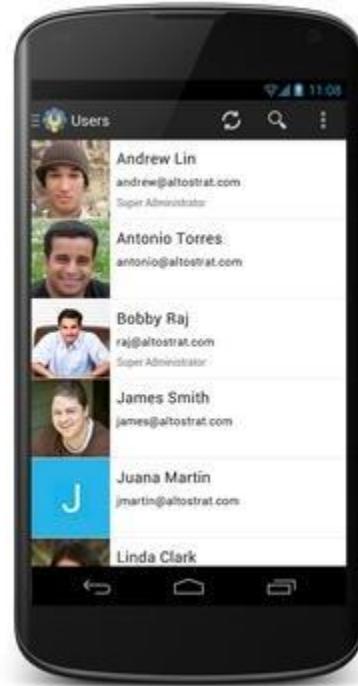 11:08
Users
Andrew Lin
andrew@altostrat.com
Super Administrator
Antonio Torres
antonio@altostrat.com
Bobby Raj
raj@altostrat.com
Super Administrator
James Smith
james@altostrat.com
J
Juana Martin
jmartin@altostrat.com
Linda Clark